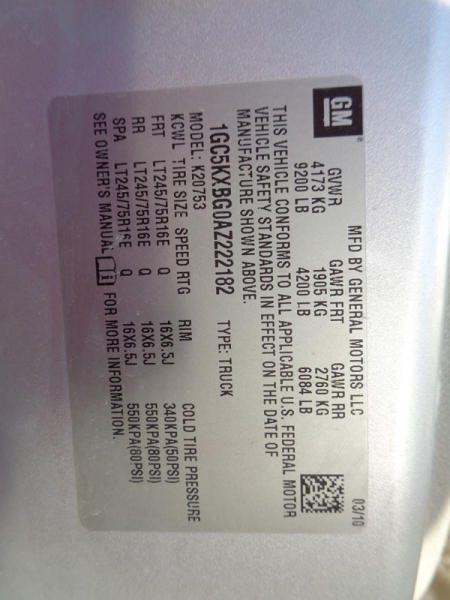 GM
MFD BY GENERAL MOTORS LLC 03/10
GVWR GAWR FRT GAWR RR
4173 KG 1905 KG 2760 KG
9200 LB 4200 LB 6084 LB
THIS VEHICLE CONFORMS TO ALL APPLICABLE U.S. FEDERAL MOTOR
VEHICLE SAFETY STANDARDS IN EFFECT ON THE DATE OF
MANUFACTURE SHOWN ABOVE.
1GC5KXBG0AZ222182 TYPE: TRUCK
MODEL: K20753
KCWL TIRE SIZE SPEED RTG RIM COLD TIRE PRESSURE
FRT LT245/75R16E Q 16X6.5J 340KPA(50PSI)
RR LT245/75R16E Q 16X6.5J 550KPA(80PSI)
SPA LT245/75R16E Q 16X6.5J 550KPA(80PSI)
SEE OWNER'S MANUAL i FOR MORE INFORMATION.